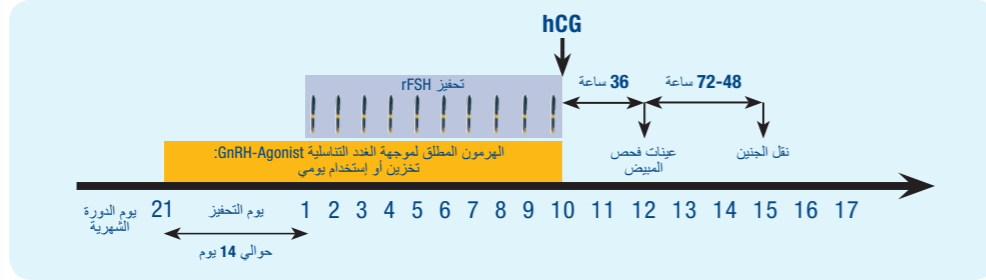 hCG
تحفيز rFSH
36 ساعة
48-72 ساعة
الهرمون المطلق لموجهة الغدد التناسلية GnRH-Agonist:
تخزين أو إستخدام يومي
عينات فحص
المبيض
نقل الجنين
يوم الدورة
الشهرية
21
يوم التحفيز
1 2 3 4 5 6 7 8 9 10 11 12 13 14 15 16 17
حوالي 14 يوم